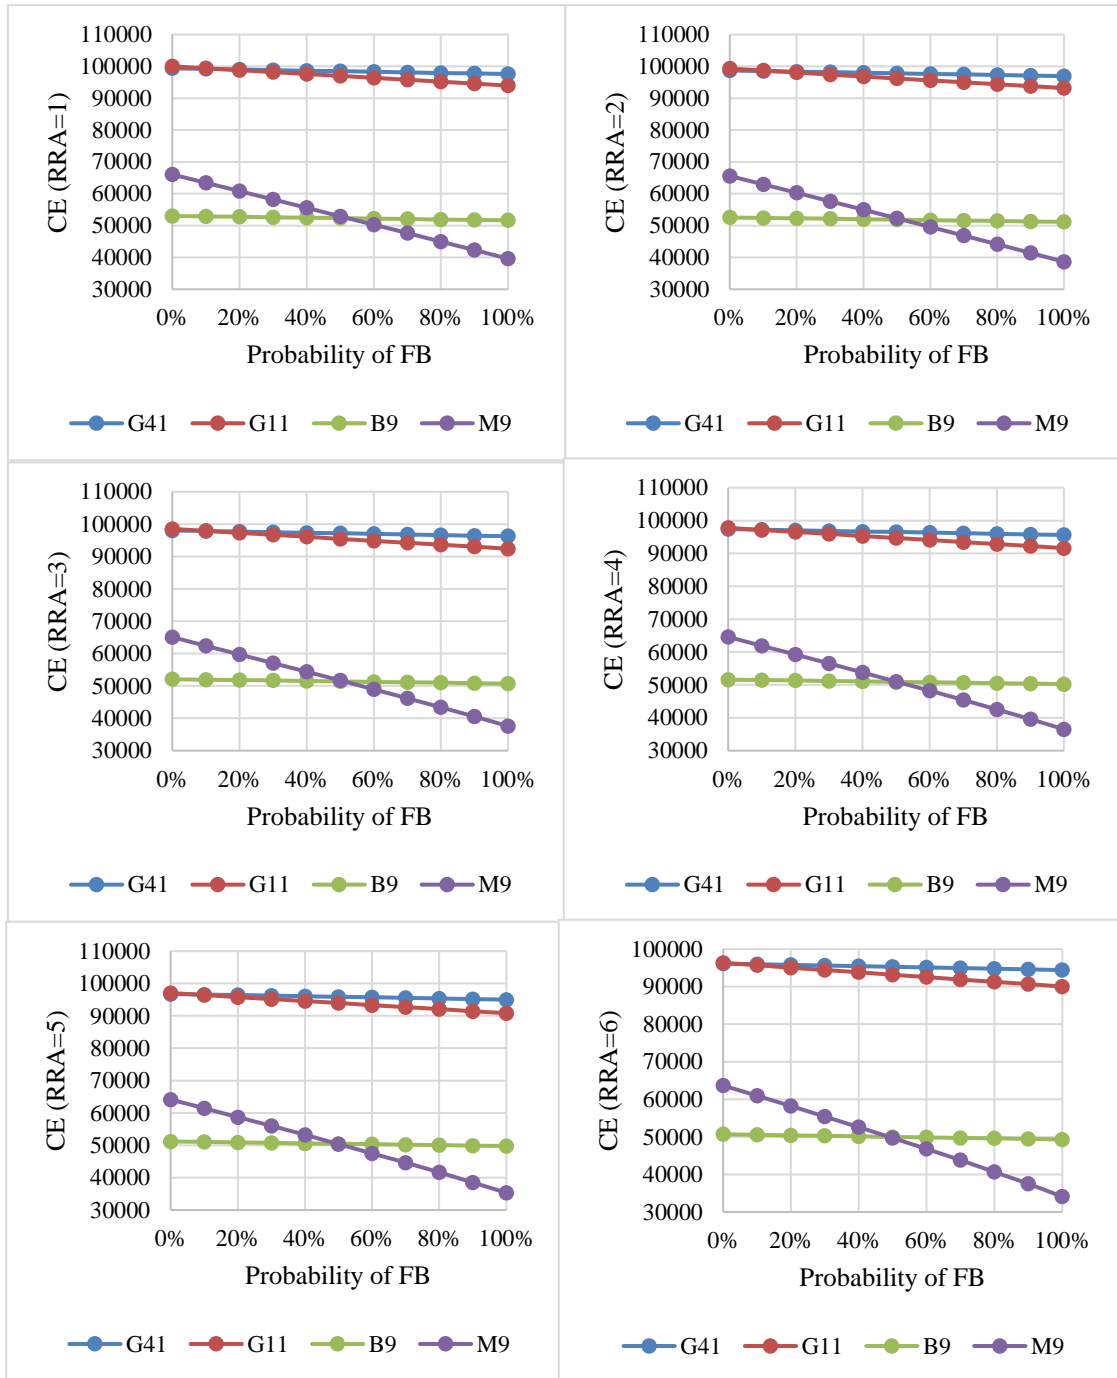 110000
100000
90000
80000
70000
60000
50000
40000
30000
CE (RRA=1)
0% 20% 40% 60% 80% 100%
Probability of FB
G41 G11 B9 M9
110000
100000
90000
80000
70000
60000
50000
40000
30000
CE (RRA=2)
0% 20% 40% 60% 80% 100%
Probability of FB
G41 G11 B9 M9
110000
100000
90000
80000
70000
60000
50000
40000
30000
CE (RRA=3)
0% 20% 40% 60% 80% 100%
Probability of FB
G41 G11 B9 M9
110000
100000
90000
80000
70000
60000
50000
40000
30000
CE (RRA=4)
0% 20% 40% 60% 80% 100%
Probability of FB
G41 G11 B9 M9
110000
100000
90000
80000
70000
60000
50000
40000
30000
CE (RRA=5)
0% 20% 40% 60% 80% 100%
Probability of FB
G41 G11 B9 M9
100000
90000
80000
70000
60000
50000
40000
30000
CE ((RRA=6)
0% 20% 40% 60% 80% 100%
Probability of FB
G41 G11 B9 M9